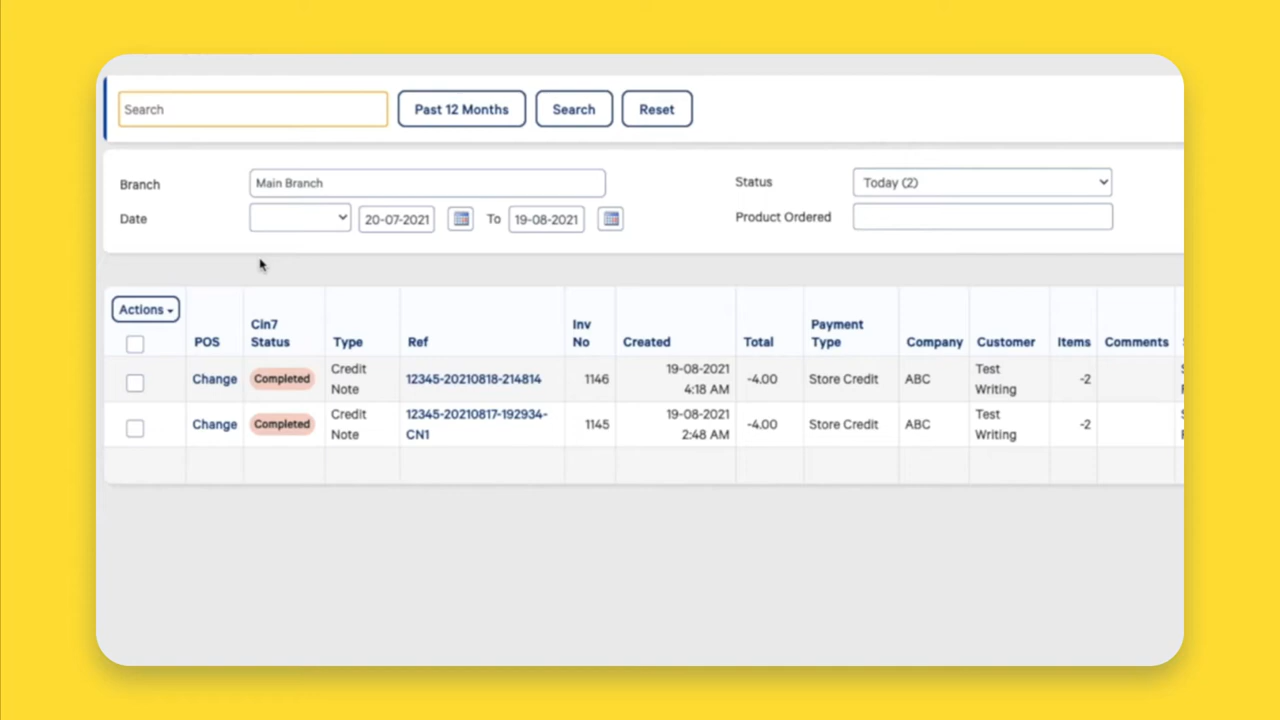 Search Past 12 Months Search Reset
Branch Main Branch Status Today (2)
Date 20-07-2021 To 19-08-2021 Product Ordered
Actions
POS Cin7 Status Type Ref Inv No Created Total Payment Type Company Customer Items Comments
Change Completed Credit Note 12345-20210818-214814 1146 19-08-2021 4:18 AM -4.00 Store Credit ABC Test Writing -2
Change Completed Credit Note 12345-20210817-192934-CN1 1145 19-08-2021 2:48 AM -4.00 Store Credit ABC Test Writing -2